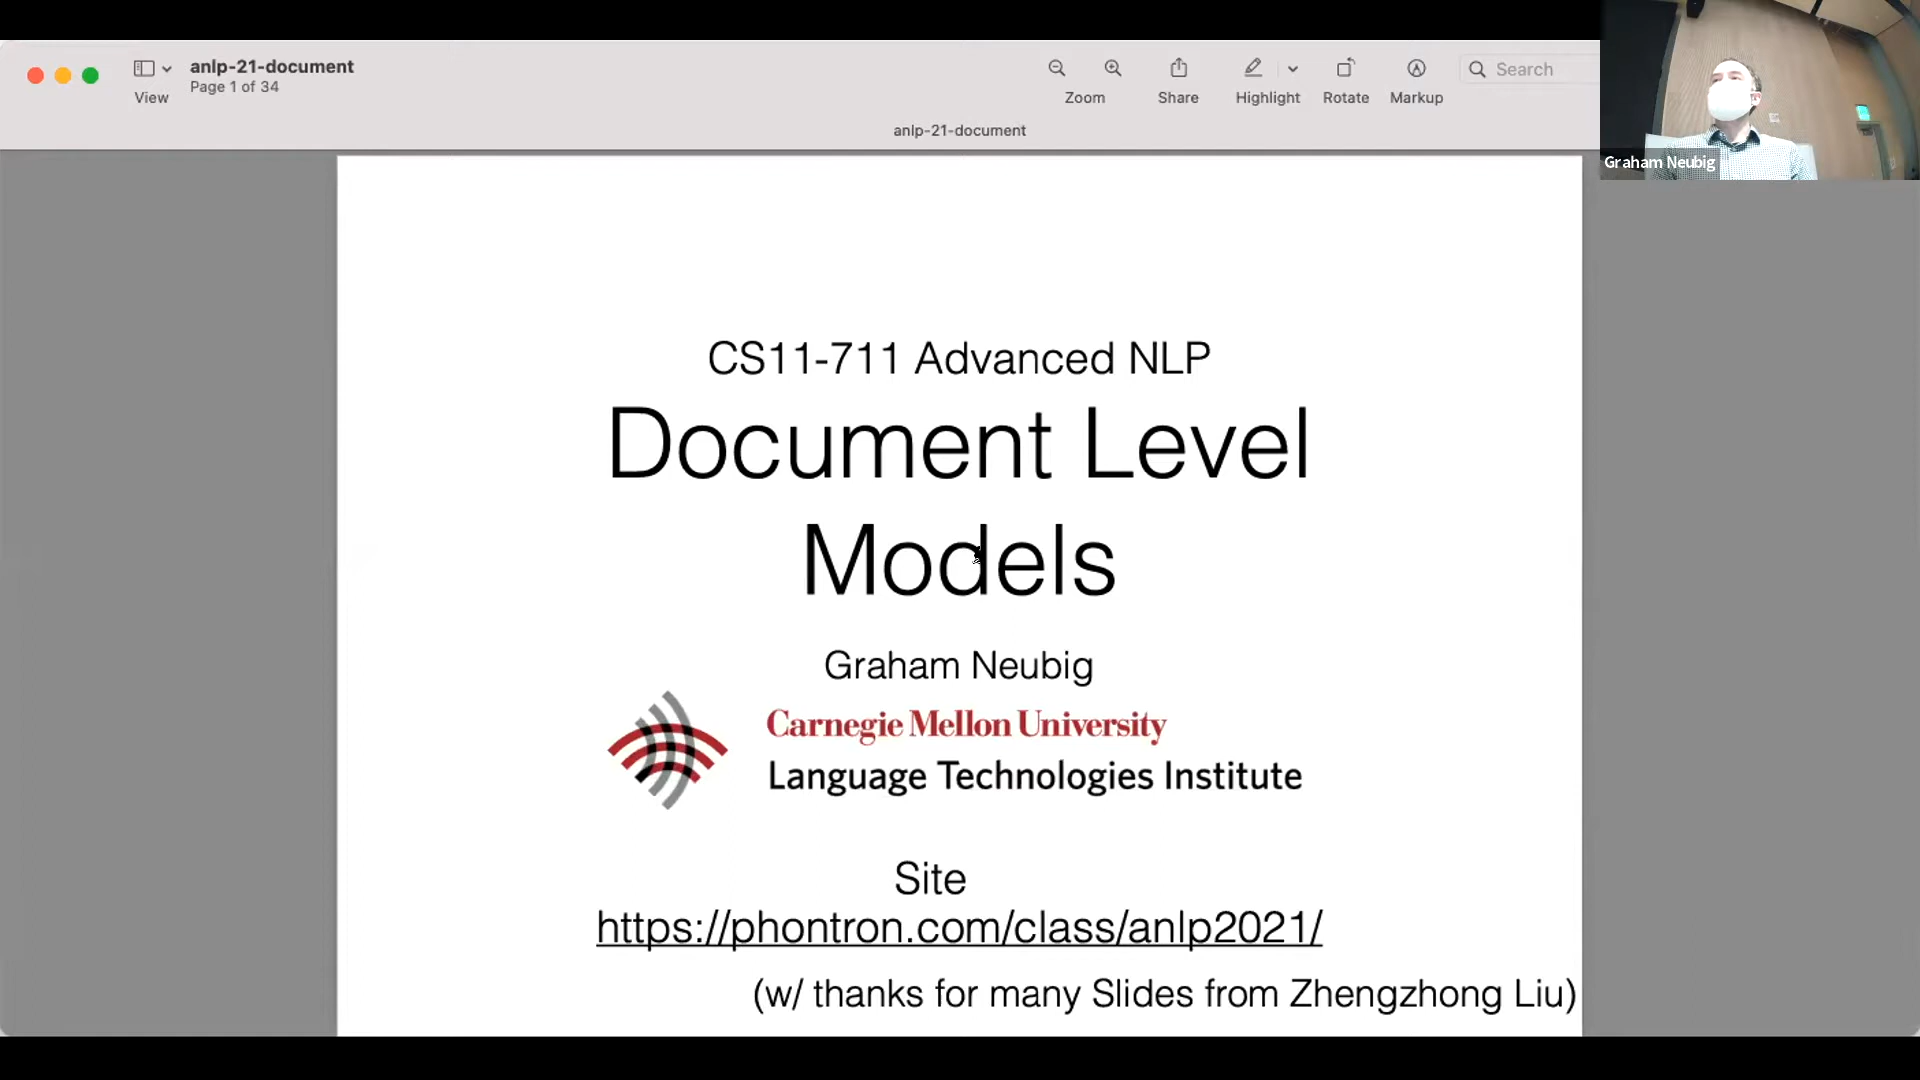 anlp-21-document
Page 1 of 34
View
Zoom
Share
Highlight
Rotate
Markup
Search
anlp-21-document
Graham Neubig
CS11-711 Advanced NLP
Document Level
Models
Graham Neubig
Carnegie Mellon University
Language Technologies Institute
Site
https://phontron.com/class/anlp2021/
(w/ thanks for many Slides from Zhengzhong Liu)